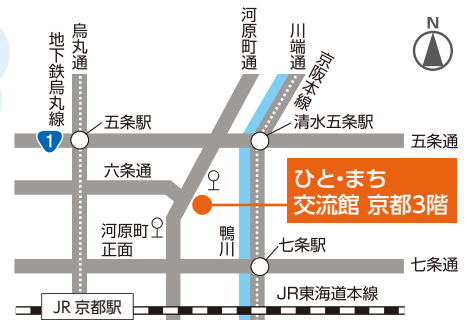 烏丸通
地下鉄烏丸線
河原町通
川端通
京阪本線
N
1
五条駅
清水五条駅
五条通
六条通
ひと・まち
交流館 京都3階
河原町
正面
鴨川
七条駅
七条通
JR東海道本線
JR 京都駅